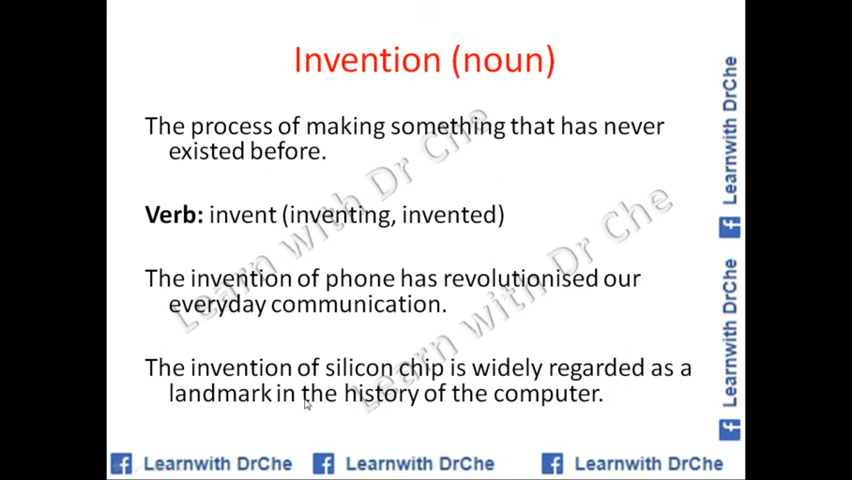 Invention (noun)
The process of making something that has never
existed before.
Verb: invent (inventing, invented)
The invention of phone has revolutionised our
everyday communication.
The invention of silicon chip is widely regarded as a
landmark in the history of the computer.
Learn with Dr Che
Learn with Dr Che
Learnwith DrChe
Learnwith DrChe
Learnwith DrChe Learnwith DrChe Learnwith DrChe